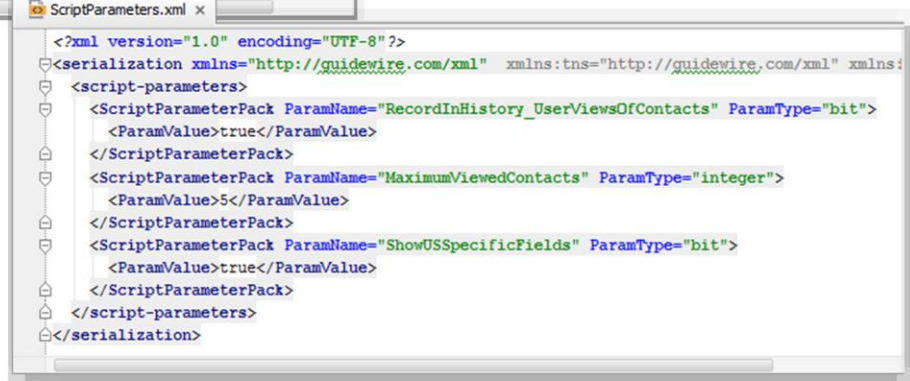 ScriptParameters.xml ×
<?xml version="1.0" encoding="UTF-8"?>
<serialization xmlns="http://guidewire.com/xml" xmlns:tns="http://guidewire.com/xml" xmlns:
<script-parameters>
<ScriptParameterPack ParamName="RecordInHistory_UserViewsOfContacts" ParamType="bit">
<ParamValue>true</ParamValue>
</ScriptParameterPack>
<ScriptParameterPack ParamName="MaximumViewedContacts" ParamType="integer">
<ParamValue>5</ParamValue>
</ScriptParameterPack>
<ScriptParameterPack ParamName="ShowUSSpecificFields" ParamType="bit">
<ParamValue>true</ParamValue>
</ScriptParameterPack>
</script-parameters>
</serialization>